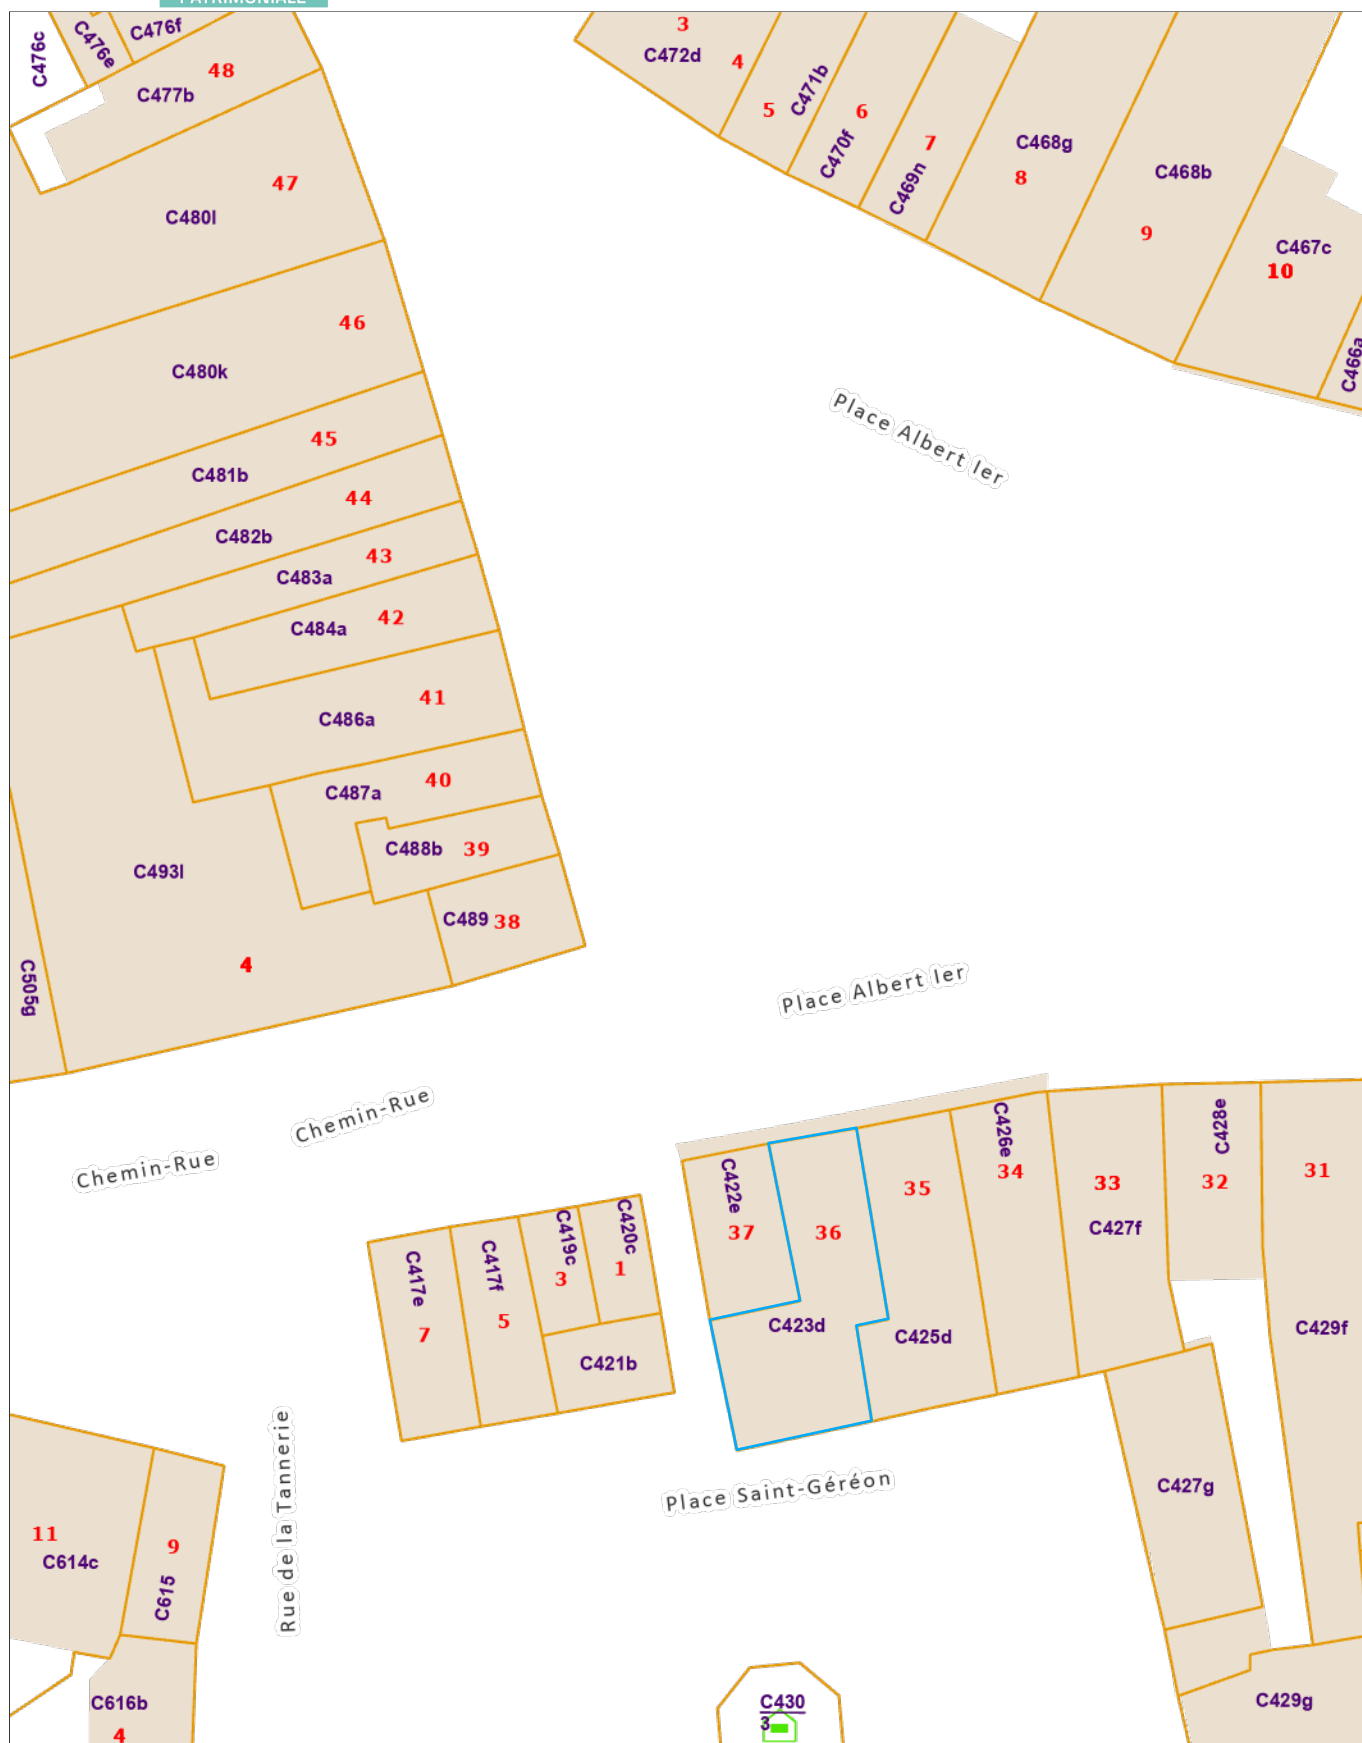 PATRIMONIALE
C476c
C476e
C476f
48
C477b
47
C480l
46
C480k
45
C481b
44
C482b
43
C483a
42
C484a
41
C486a
40
C487a
C488b 39
C489 38
C493l
4
C505g
3
C472d
4
5
C471b
6
C470f
7
C469n
C468g
8
C468b
9
C467c
10
C466a
Place Albert Ier
Place Albert Ier
Chemin-Rue
Chemin-Rue
C422e
37
36
C423d
35
C425d
C426e
34
33
C427f
C428e
32
31
C429f
C417e
7
C417f
5
C419c
3
C420c
1
C421b
Place Saint-Géréon
Rue de la Tannerie
11
C614c
9
C615
C616b
4
C427g
C429g
C430
3